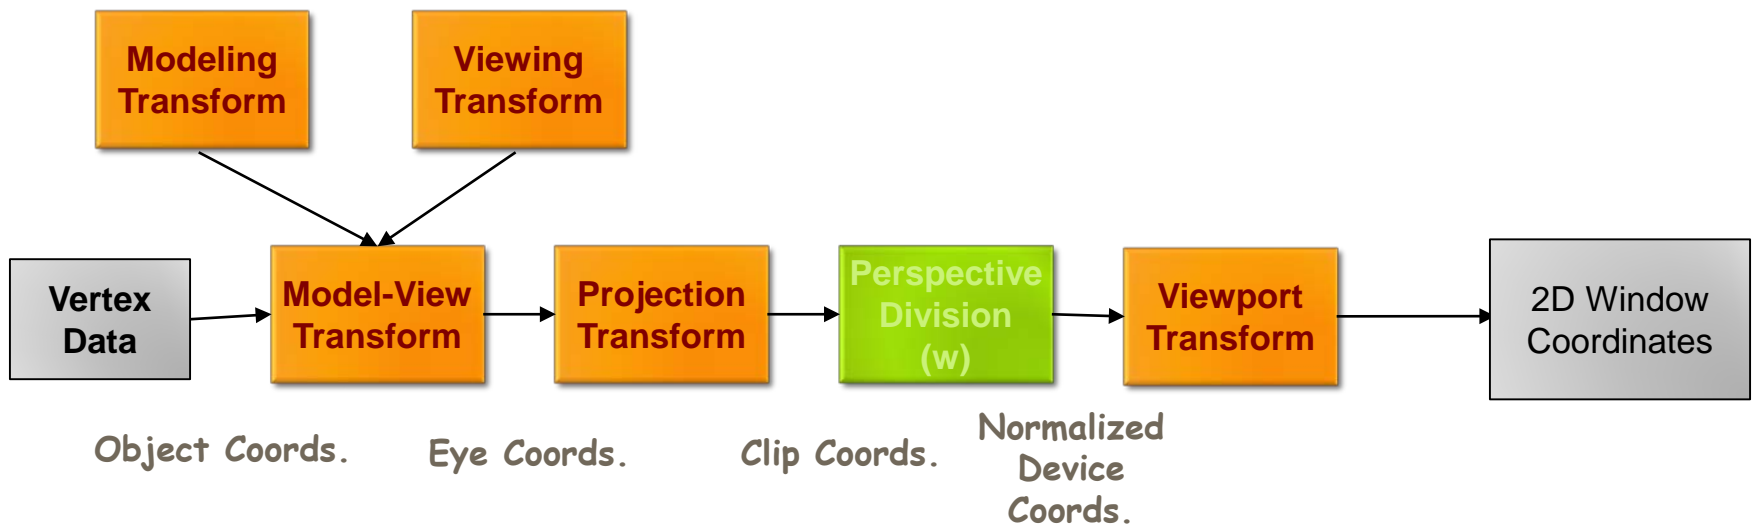 Modeling
Transform
Viewing
Transform
Vertex
Data
Model-View
Transform
Projection
Transform
Perspective
Division
(w)
Viewport
Transform
2D Window
Coordinates
Object Coords.
Eye Coords.
Clip Coords.
Normalized
Device
Coords.